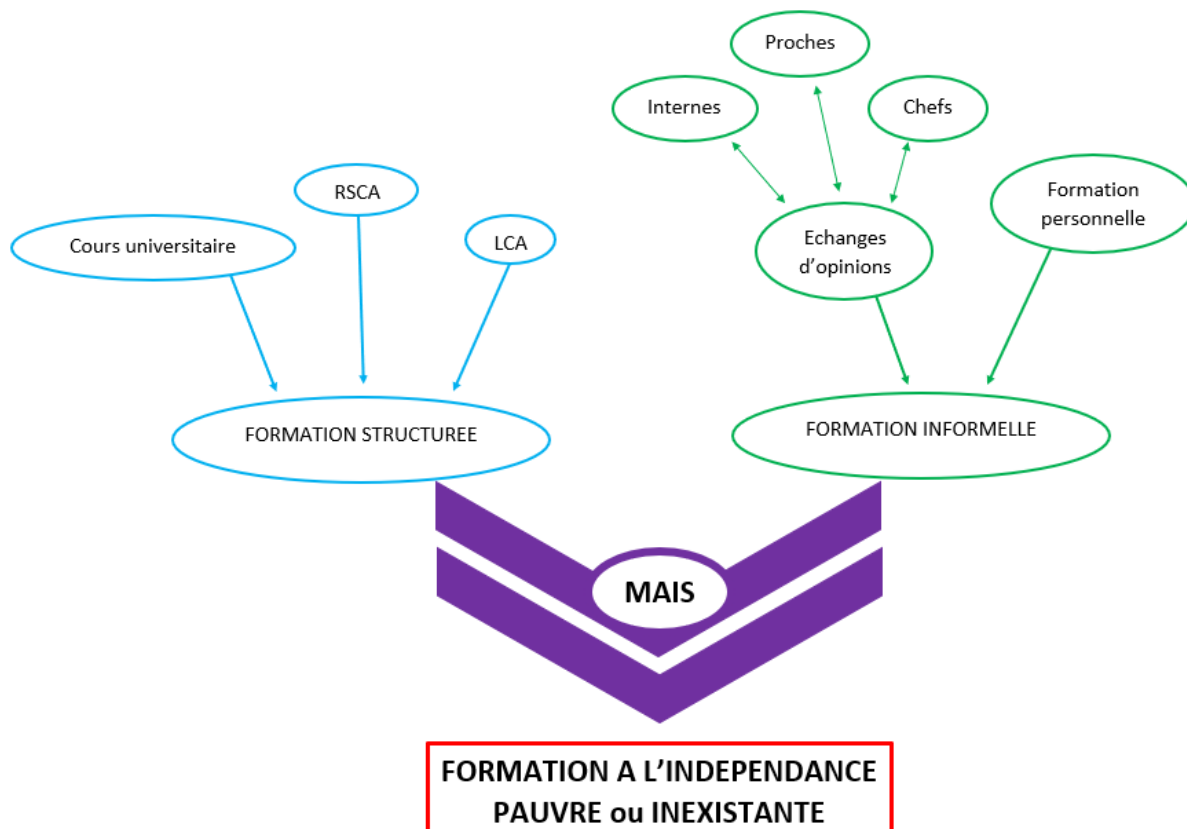 Proches
Internes
Chefs
RSCA
Formation
personnelle
Cours universitaire
LCA
Echanges
d'opinions
FORMATION STRUCTUREE
FORMATION INFORMELLE
MAIS
FORMATION A L'INDEPENDANCE
PAUVRE ou INEXISTANTE